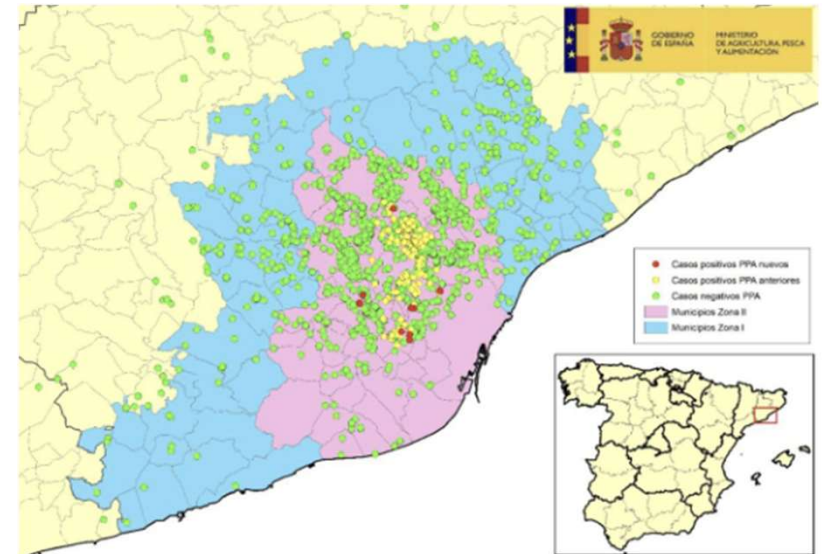 GOBIERNO
DE ESPAÑA
MINISTERIO
DE AGRICULTURA, PESCA
Y ALIMENTACIÓN
Casos positivos PPA nuevos
Casos positivos PPA anteriores
Casos negativos PPA
Municipios Zona II
Municipios Zona I